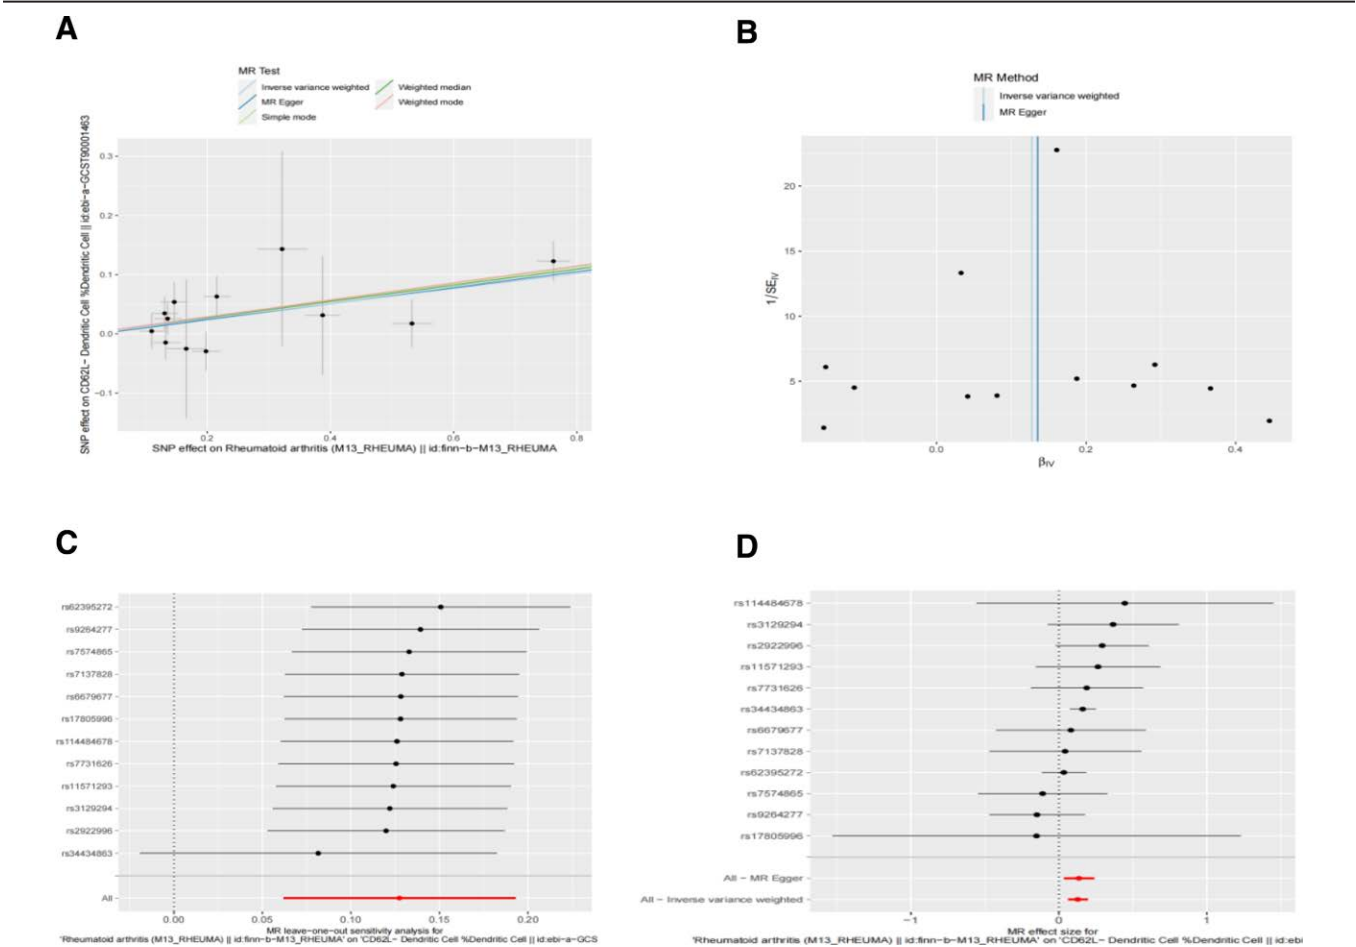 A
MR Test
Inverse variance weighted
MR Egger
Simple mode
Weighted median
Weighted mode
SNP effect on CD62L− Dendritic Cell %Dendritic Cell || id:ebi−a−GCST90001463
0.3
0.2
0.1
0.0
−0.1
0.2
0.4
0.6
0.8
SNP effect on Rheumatoid arthritis (M13_RHEUMA) || id:finn−b−M13_RHEUMA
B
MR Method
Inverse variance weighted
MR Egger
1/SEIV
20
15
10
5
0.0
0.2
0.4
βIV
C
rs62395272
rs9264277
rs7574865
rs7137828
rs6679677
rs17805996
rs114484678
rs7731626
rs11571293
rs3129294
rs2922996
rs34434863
All
0.00
0.05
0.10
0.15
0.20
MR leave−one−out sensitivity analysis for
'Rheumatoid arthritis (M13_RHEUMA) || id:finn−b−M13_RHEUMA' on 'CD62L− Dendritic Cell %Dendritic Cell || id:ebi−a−GCS
D
rs114484678
rs3129294
rs2922996
rs11571293
rs7731626
rs34434863
rs6679677
rs7137828
rs62395272
rs7574865
rs9264277
rs17805996
All − MR Egger
All − Inverse variance weighted
−1
0
1
MR effect size for
'Rheumatoid arthritis (M13_RHEUMA) || id:finn−b−M13_RHEUMA' on 'CD62L− Dendritic Cell %Dendritic Cell || id:ebi